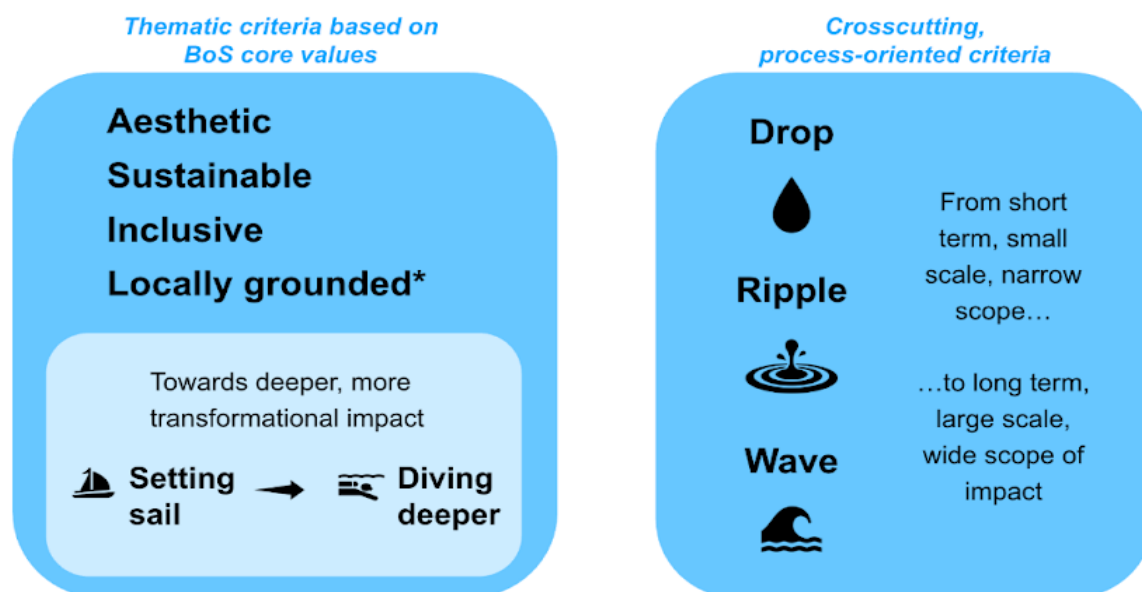 Thematic criteria based on
BoS core values
Aesthetic
Sustainable
Inclusive
Locally grounded*
Towards deeper, more
transformational impact
Setting
sail
Diving
deeper
Crosscutting,
process-oriented criteria
Drop
Ripple
Wave
From short
term, small
scale, narrow
scope…
…to long term,
large scale,
wide scope of
impact